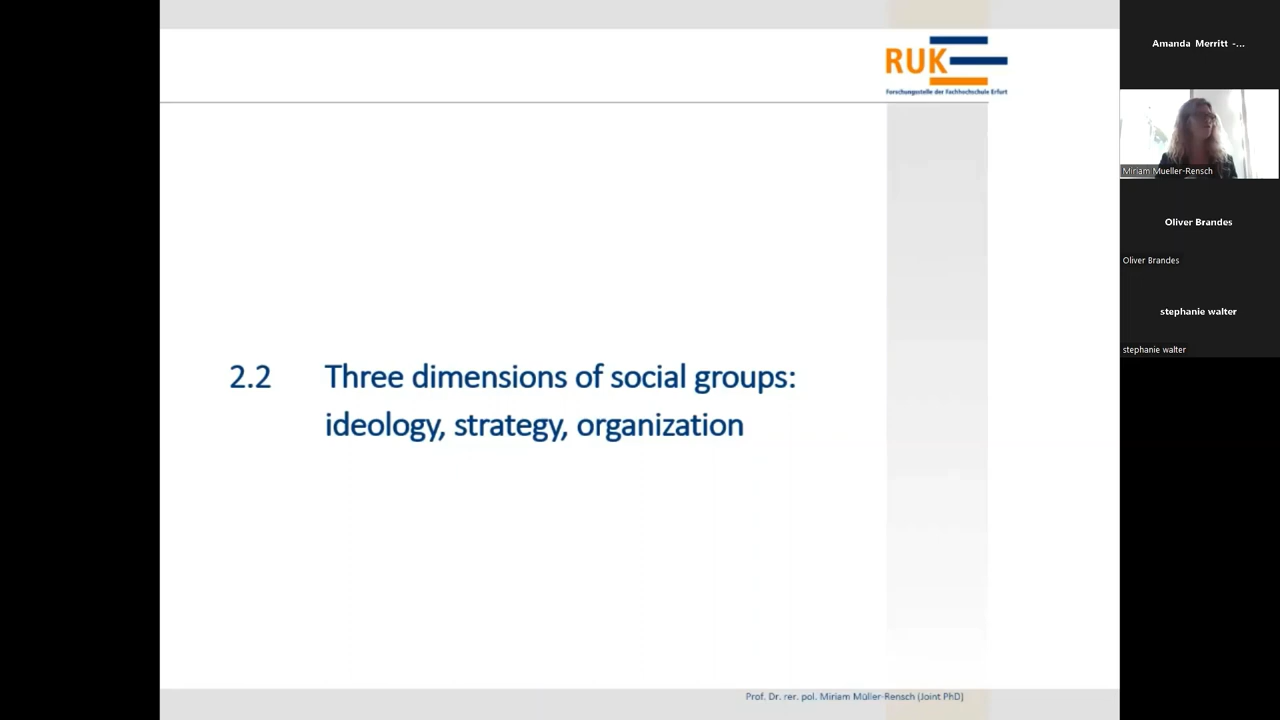 RUK
Forschungsstelle der Fachhochschule Erfurt
2.2 Three dimensions of social groups:
ideology, strategy, organization
Prof. Dr. rer. pol. Miriam Müller-Rensch (Joint PhD)
Amanda Merritt -...
Miriam Mueller-Rensch
Oliver Brandes
Oliver Brandes
stephanie walter
stephanie walter